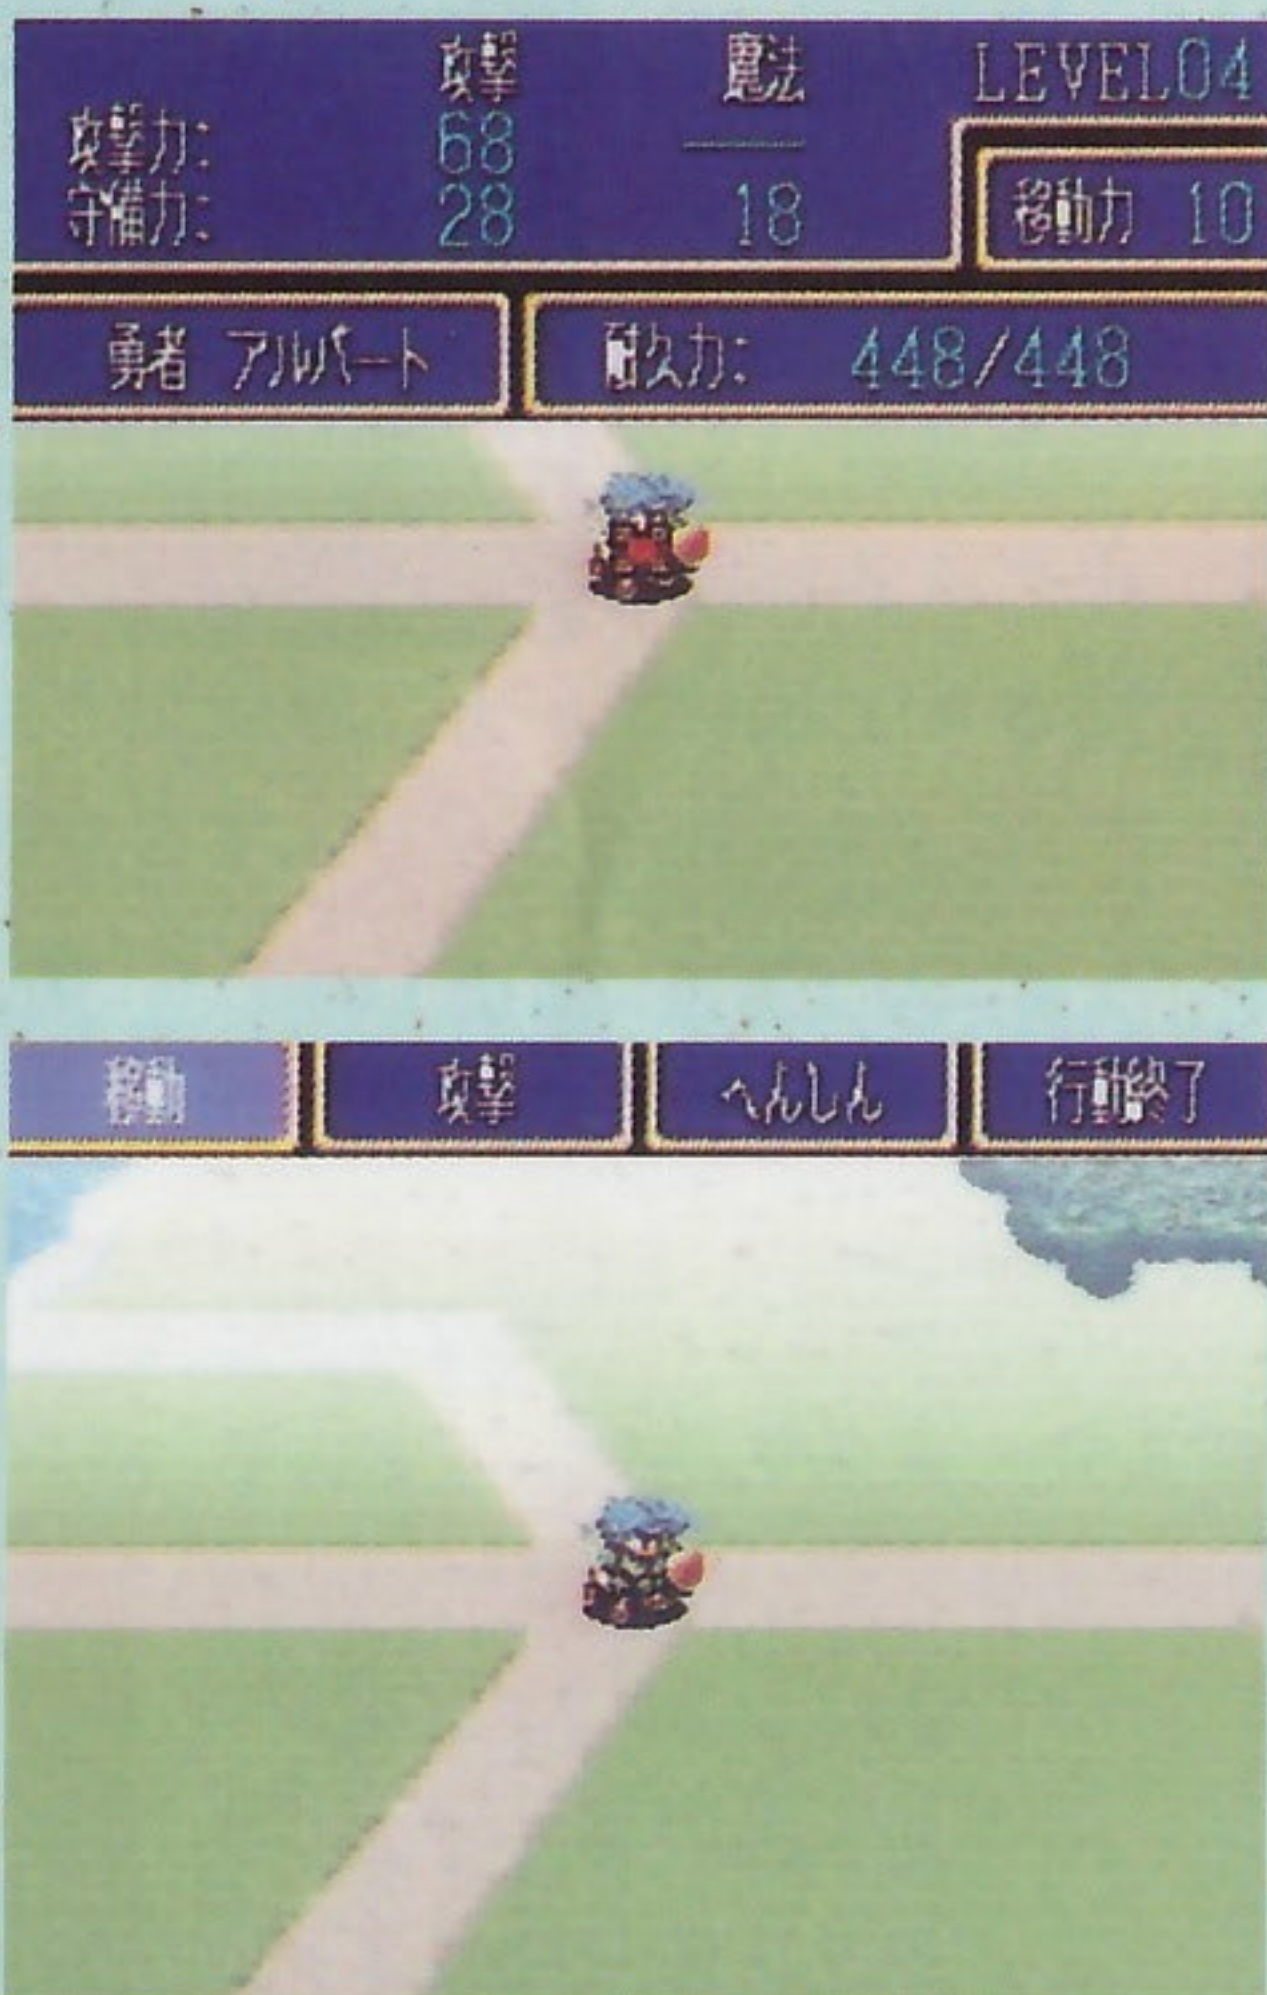 攻撃 魔法 LEVEL04
攻撃力: 68 ——
守備力: 28 18 移動力 10
勇者 アルバート 耐久力: 448/448
移動 攻撃 へんしん 行動終了